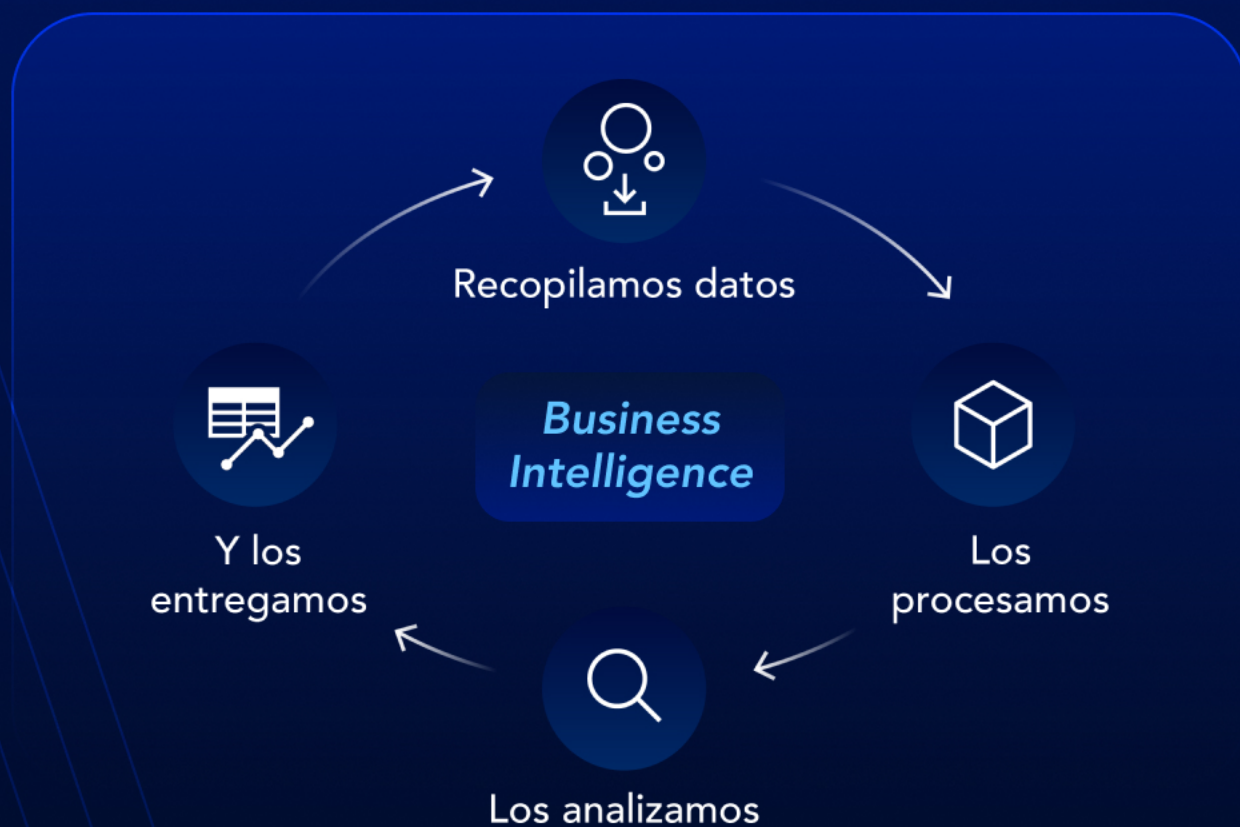 Recopilamos datos
Business
Intelligence
Y los
entregamos
Los
procesamos
Los analizamos